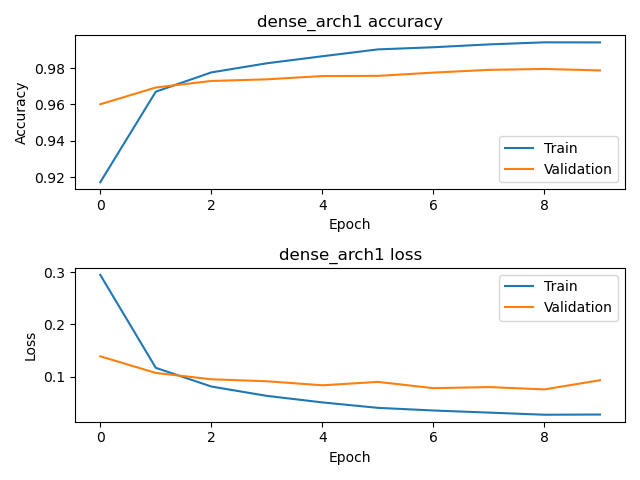 dense_arch1 accuracy
Accuracy
0.98
0.96
0.94
0.92
Train
Validation
0 2 4 6 8
Epoch
dense_arch1 loss
Loss
0.3
0.2
0.1
Train
Validation
0 2 4 6 8
Epoch